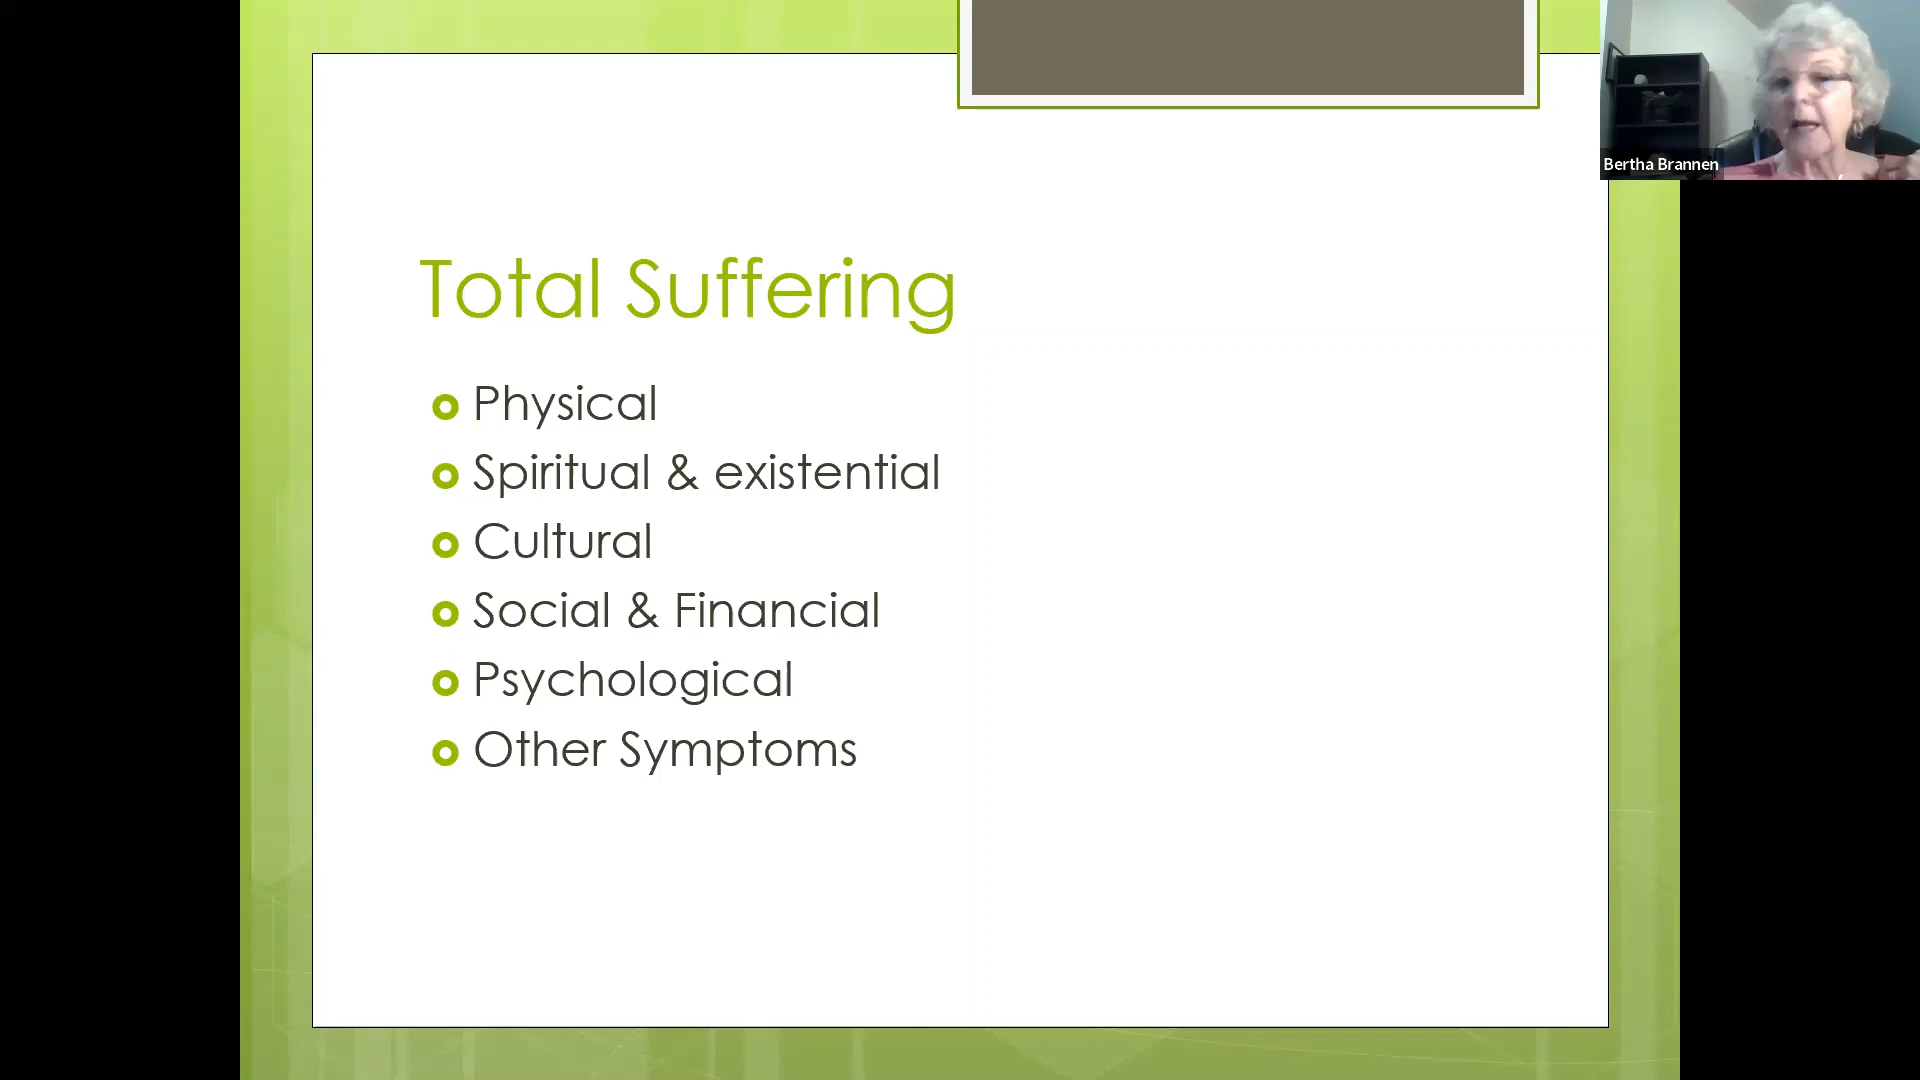 Total Suffering
Physical
Spiritual & existential
Cultural
Social & Financial
Psychological
Other Symptoms
Bertha Brannen